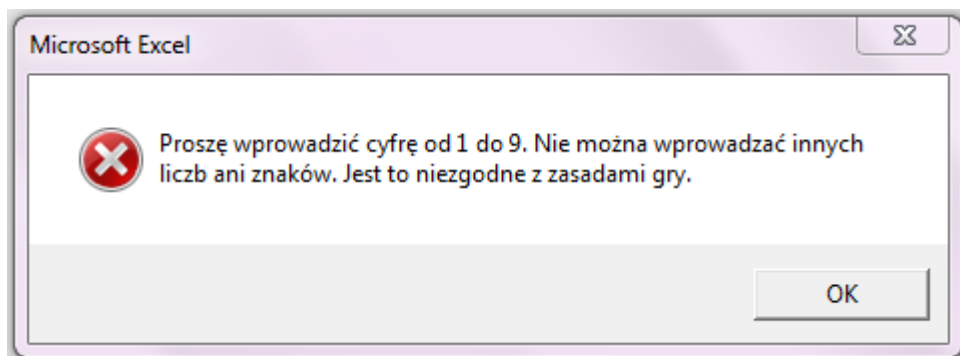 Microsoft Excel
Proszę wprowadzić cyfrę od 1 do 9. Nie można wprowadzać innych
liczb ani znaków. Jest to niezgodne z zasadami gry.
OK